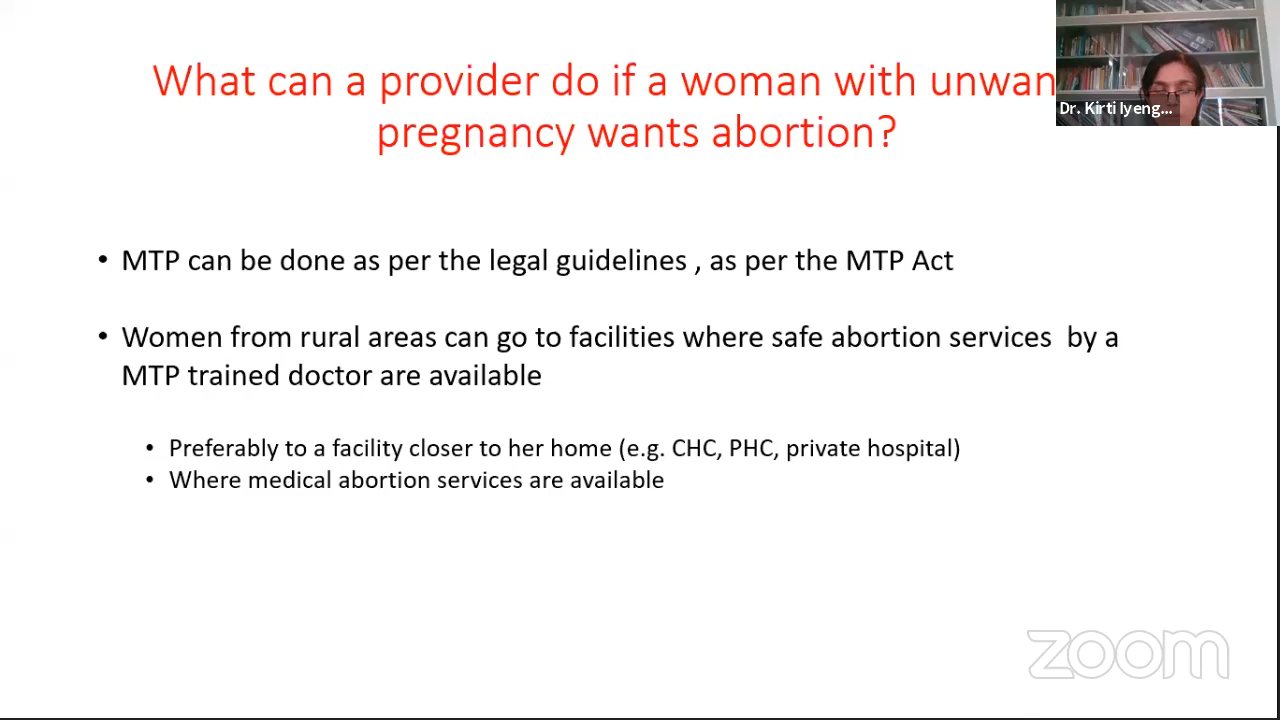 What can a provider do if a woman with unwan
pregnancy wants abortion?
Dr. Kirti Iyeng...
• MTP can be done as per the legal guidelines , as per the MTP Act
• Women from rural areas can go to facilities where safe abortion services by a
MTP trained doctor are available
• Preferably to a facility closer to her home (e.g. CHC, PHC, private hospital)
• Where medical abortion services are available
zoom